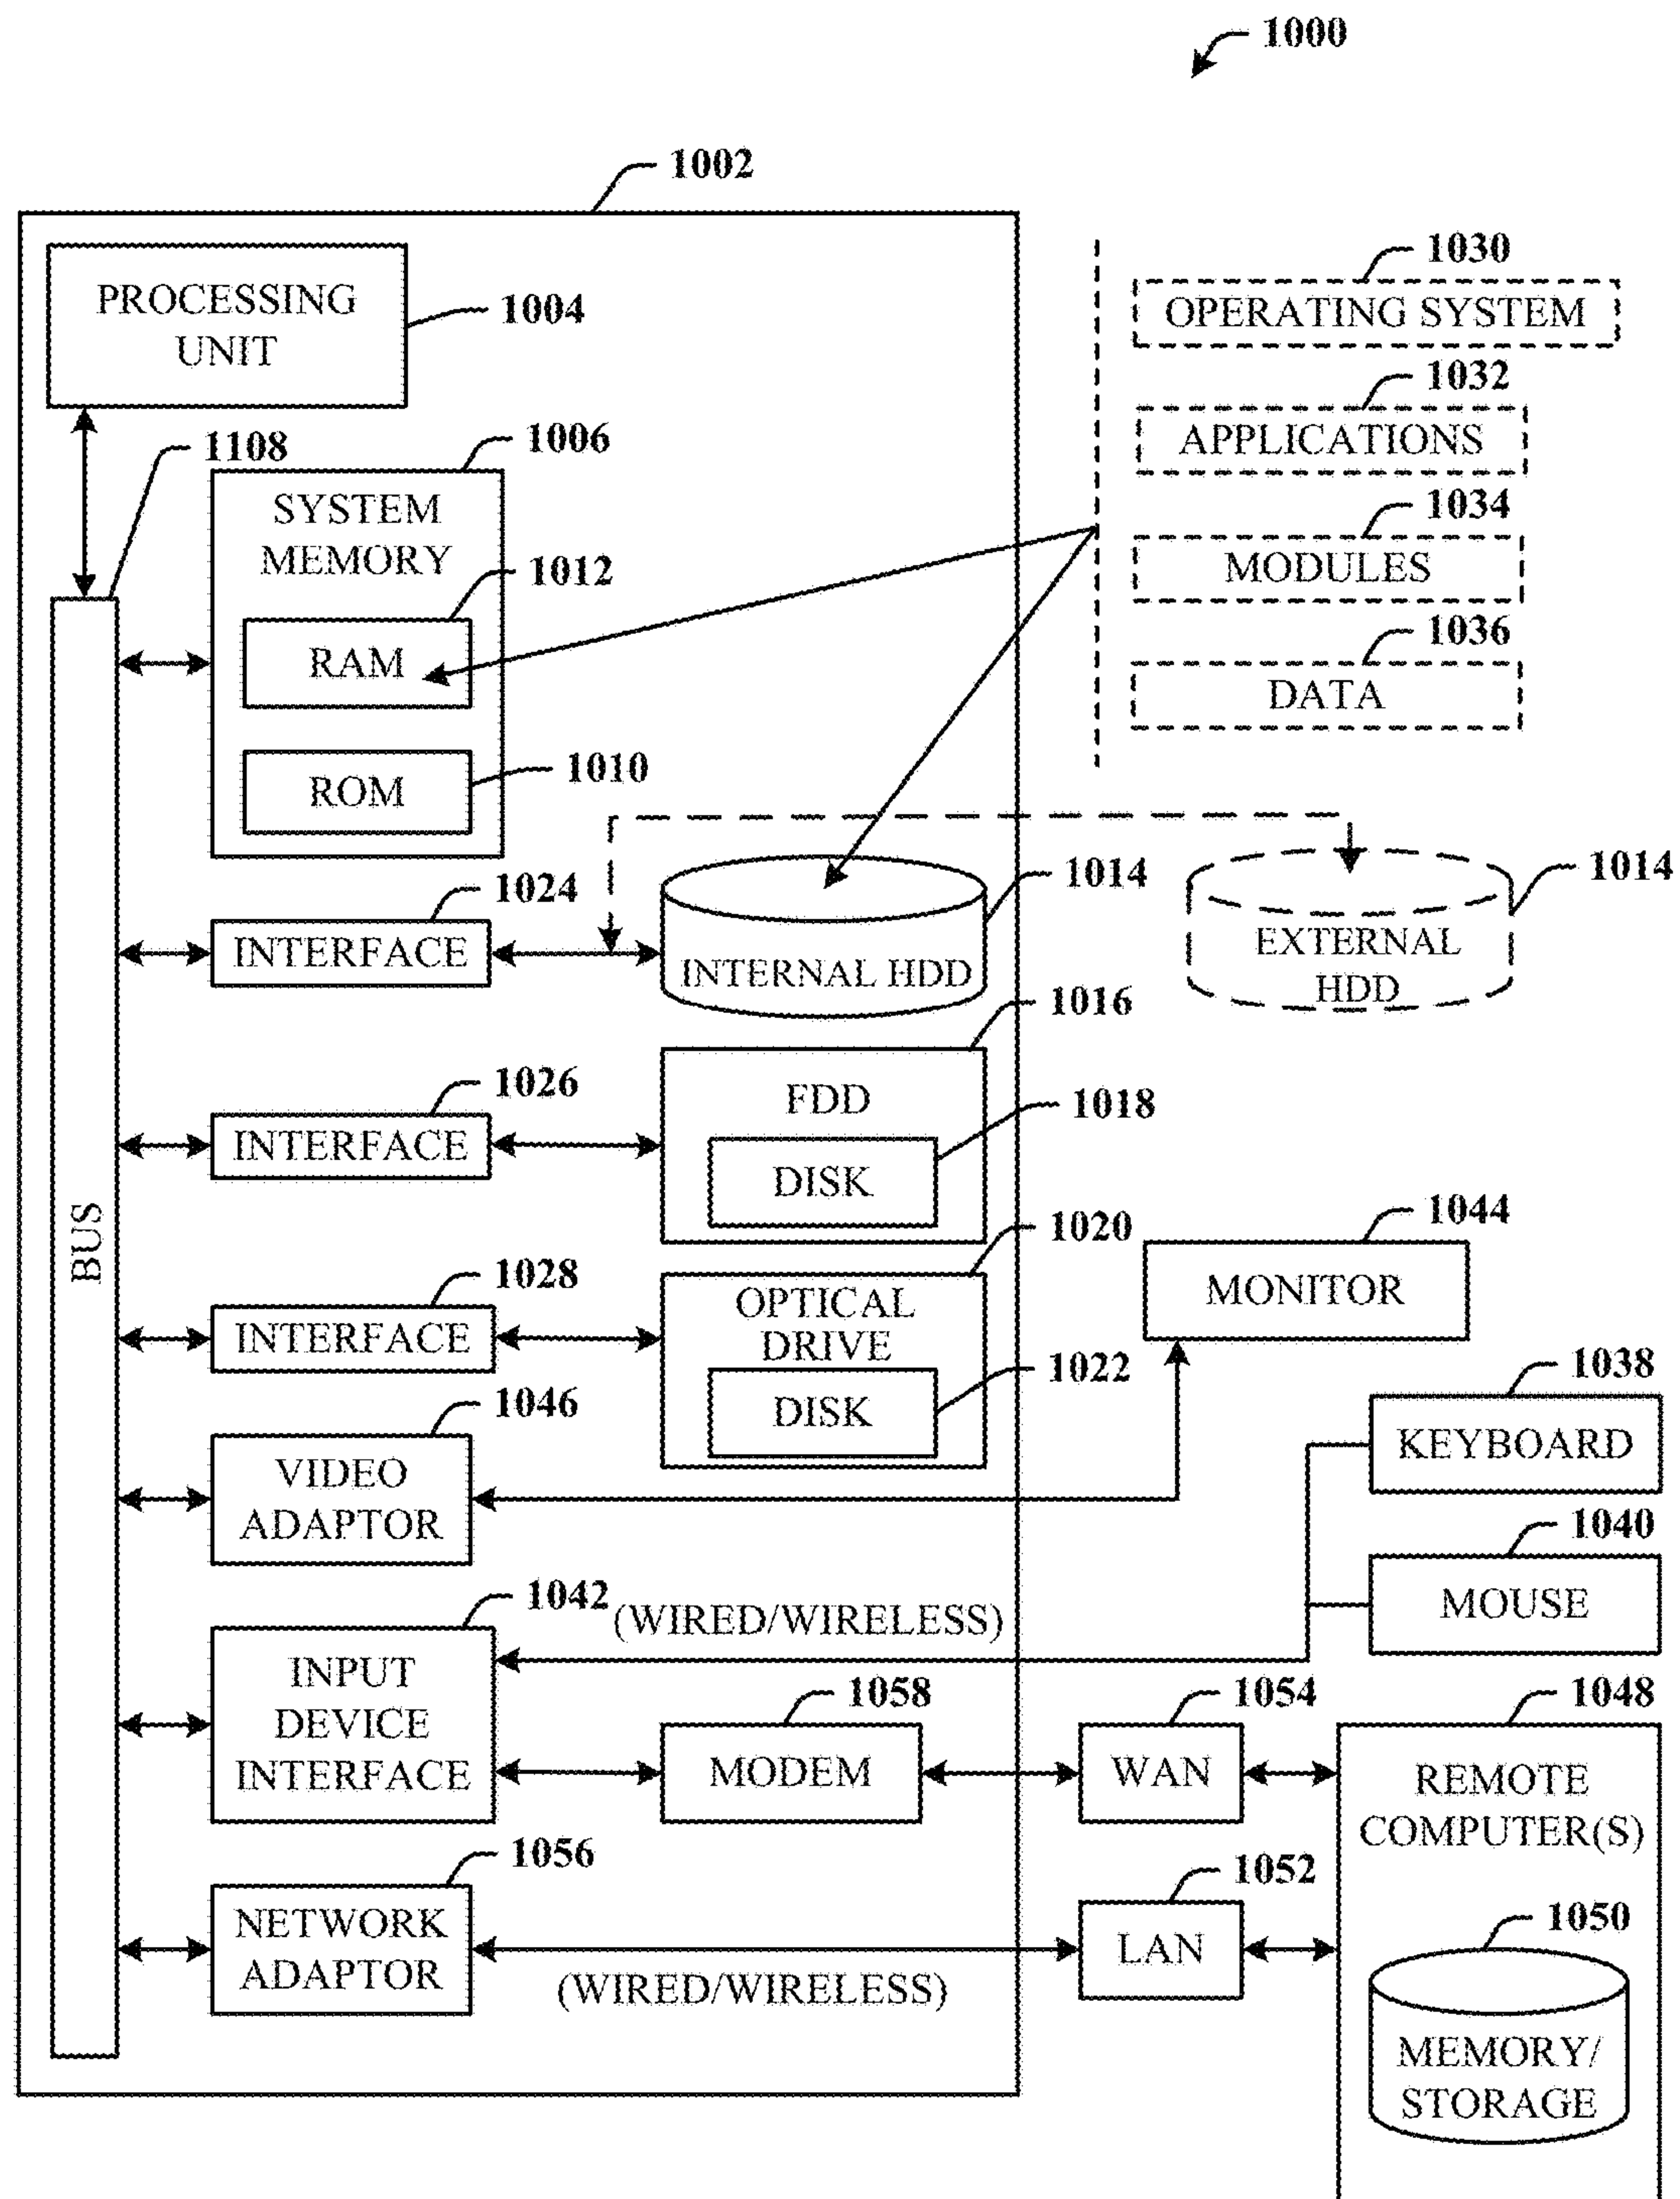 1000
1002
PROCESSING
UNIT
1004
1108
1006
SYSTEM
MEMORY
1012
RAM
1010
ROM
1030
OPERATING SYSTEM
1032
APPLICATIONS
1034
MODULES
1036
DATA
BUS
1024
INTERFACE
1014
INTERNAL HDD
1014
EXTERNAL
HDD
1026
INTERFACE
1016
FDD
1018
DISK
1028
INTERFACE
1020
OPTICAL
DRIVE
1022
DISK
1044
MONITOR
1046
VIDEO
ADAPTOR
1038
KEYBOARD
1040
MOUSE
1042
(WIRED/WIRELESS)
INPUT
DEVICE
INTERFACE
1058
MODEM
1054
WAN
1048
REMOTE
COMPUTER(S)
1056
NETWORK
ADAPTOR
(WIRED/WIRELESS)
1052
LAN
1050
MEMORY/
STORAGE